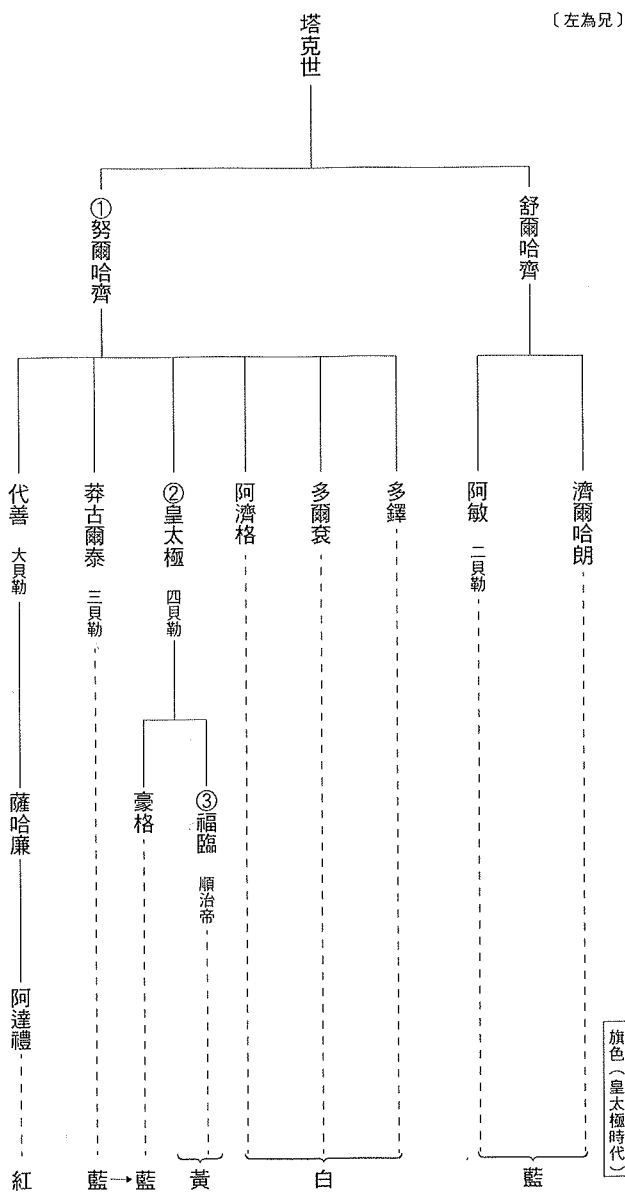 〔左為兄〕
塔克世
①努爾哈齊
舒爾哈齊
代善 大貝勒
莽古爾泰 三貝勒
②皇太極 四貝勒
阿濟格
多爾袞
多鐸
阿敏 二貝勒
濟爾哈朗
薩哈廉
豪格
③福臨 順治帝
阿達禮
旗色(皇太極時代)
紅
藍→藍
黃
白
藍